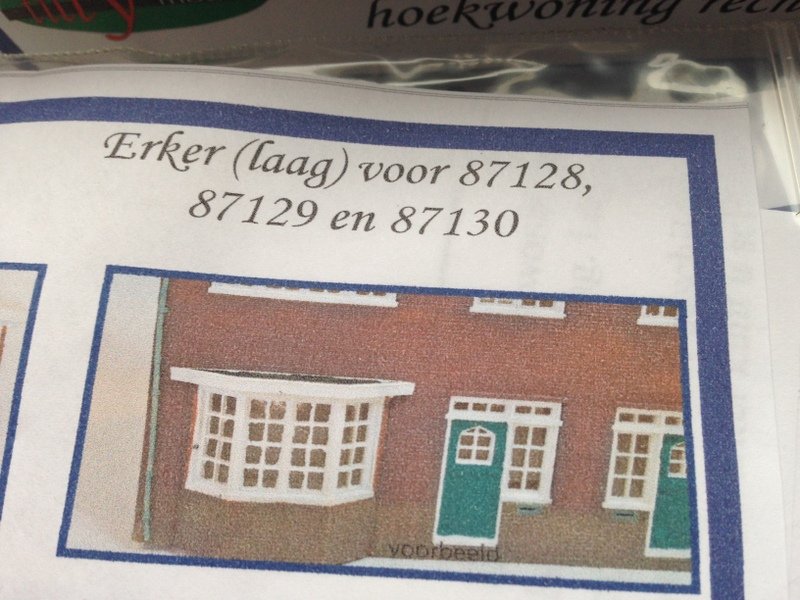 hoekwoning
Erker (laag) voor 87128,
87129 en 87130
voorbeeld